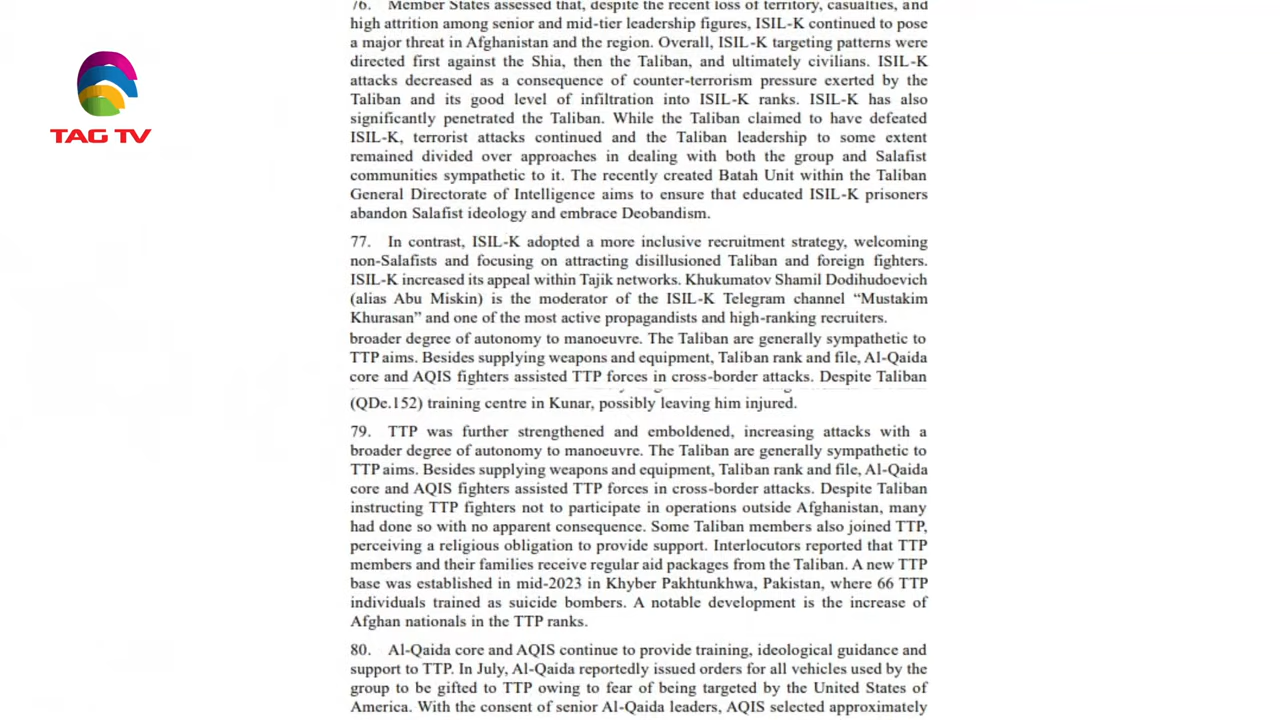 TAG TV
76. Member States assessed that, despite the recent loss of territory, casualties, and
high attrition among senior and mid-tier leadership figures, ISIL-K continued to pose
a major threat in Afghanistan and the region. Overall, ISIL-K targeting patterns were
directed first against the Shia, then the Taliban, and ultimately civilians. ISIL-K
attacks decreased as a consequence of counter-terrorism pressure exerted by the
Taliban and its good level of infiltration into ISIL-K ranks. ISIL-K has also
significantly penetrated the Taliban. While the Taliban claimed to have defeated
ISIL-K, terrorist attacks continued and the Taliban leadership to some extent
remained divided over approaches in dealing with both the group and Salafist
communities sympathetic to it. The recently created Batah Unit within the Taliban
General Directorate of Intelligence aims to ensure that educated ISIL-K prisoners
abandon Salafist ideology and embrace Deobandism.
77. In contrast, ISIL-K adopted a more inclusive recruitment strategy, welcoming
non-Salafists and focusing on attracting disillusioned Taliban and foreign fighters.
ISIL-K increased its appeal within Tajik networks. Khukumatov Shamil Dodihudoevich
(alias Abu Miskin) is the moderator of the ISIL-K Telegram channel “Mustakim
Khurasan” and one of the most active propagandists and high-ranking recruiters.
broader degree of autonomy to manoeuvre. The Taliban are generally sympathetic to
TTP aims. Besides supplying weapons and equipment, Taliban rank and file, Al-Qaida
core and AQIS fighters assisted TTP forces in cross-border attacks. Despite Taliban
(QDe.152) training centre in Kunar, possibly leaving him injured.
79. TTP was further strengthened and emboldened, increasing attacks with a
broader degree of autonomy to manoeuvre. The Taliban are generally sympathetic to
TTP aims. Besides supplying weapons and equipment, Taliban rank and file, Al-Qaida
core and AQIS fighters assisted TTP forces in cross-border attacks. Despite Taliban
instructing TTP fighters not to participate in operations outside Afghanistan, many
had done so with no apparent consequence. Some Taliban members also joined TTP,
perceiving a religious obligation to provide support. Interlocutors reported that TTP
members and their families receive regular aid packages from the Taliban. A new TTP
base was established in mid-2023 in Khyber Pakhtunkhwa, Pakistan, where 66 TTP
individuals trained as suicide bombers. A notable development is the increase of
Afghan nationals in the TTP ranks.
80. Al-Qaida core and AQIS continue to provide training, ideological guidance and
support to TTP. In July, Al-Qaida reportedly issued orders for all vehicles used by the
group to be gifted to TTP owing to fear of being targeted by the United States of
America. With the consent of senior Al-Qaida leaders, AQIS selected approximately